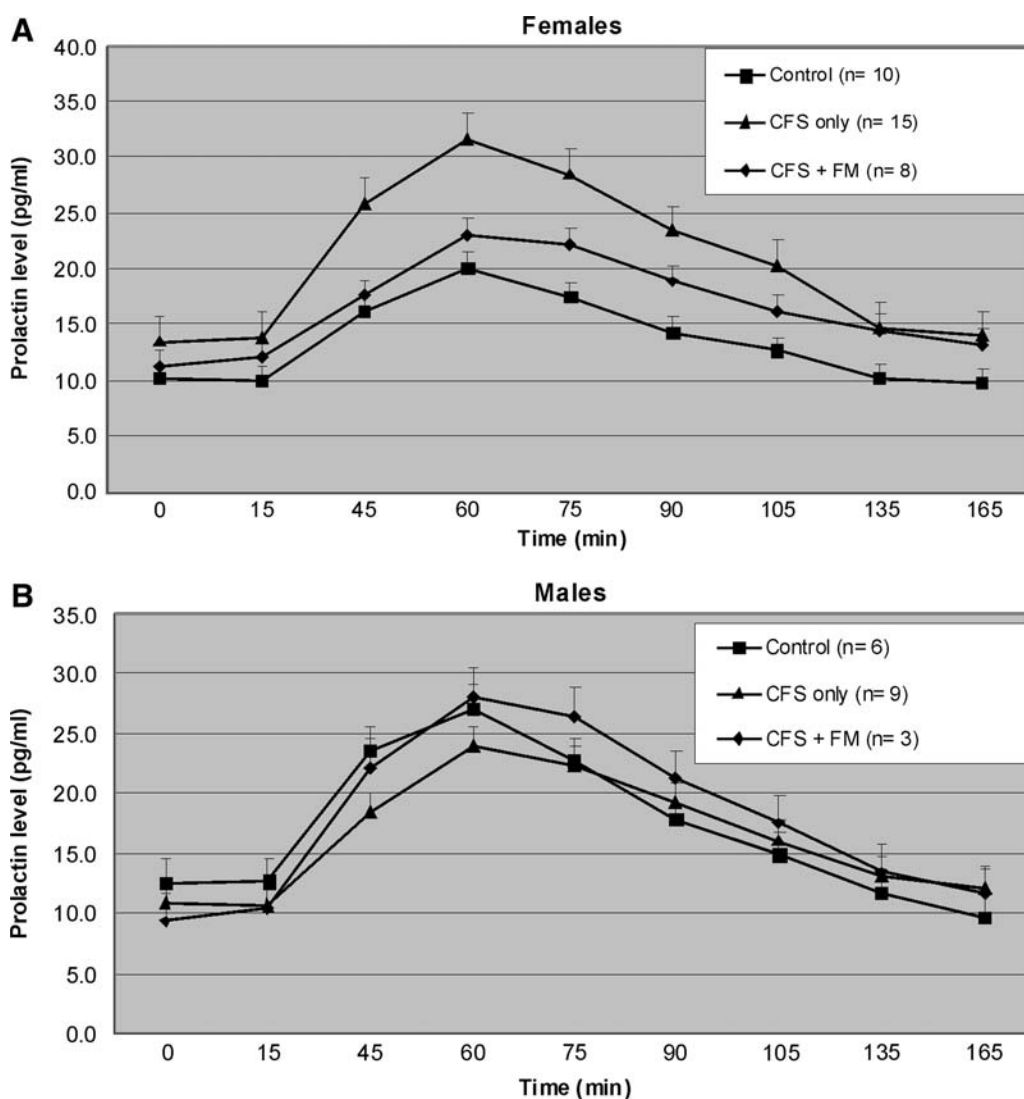 A
Females
40.0
35.0
30.0
25.0
20.0
15.0
10.0
5.0
0.0
Prolactin level (pg/ml)
Control (n= 10)
CFS only (n= 15)
CFS + FM (n= 8)
0 15 45 60 75 90 105 135 165
Time (min)
B
Males
35.0
30.0
25.0
20.0
15.0
10.0
5.0
0.0
Prolactin level (pg/ml)
Control (n= 6)
CFS only (n= 9)
CFS + FM (n= 3)
0 15 45 60 75 90 105 135 165
Time (min)